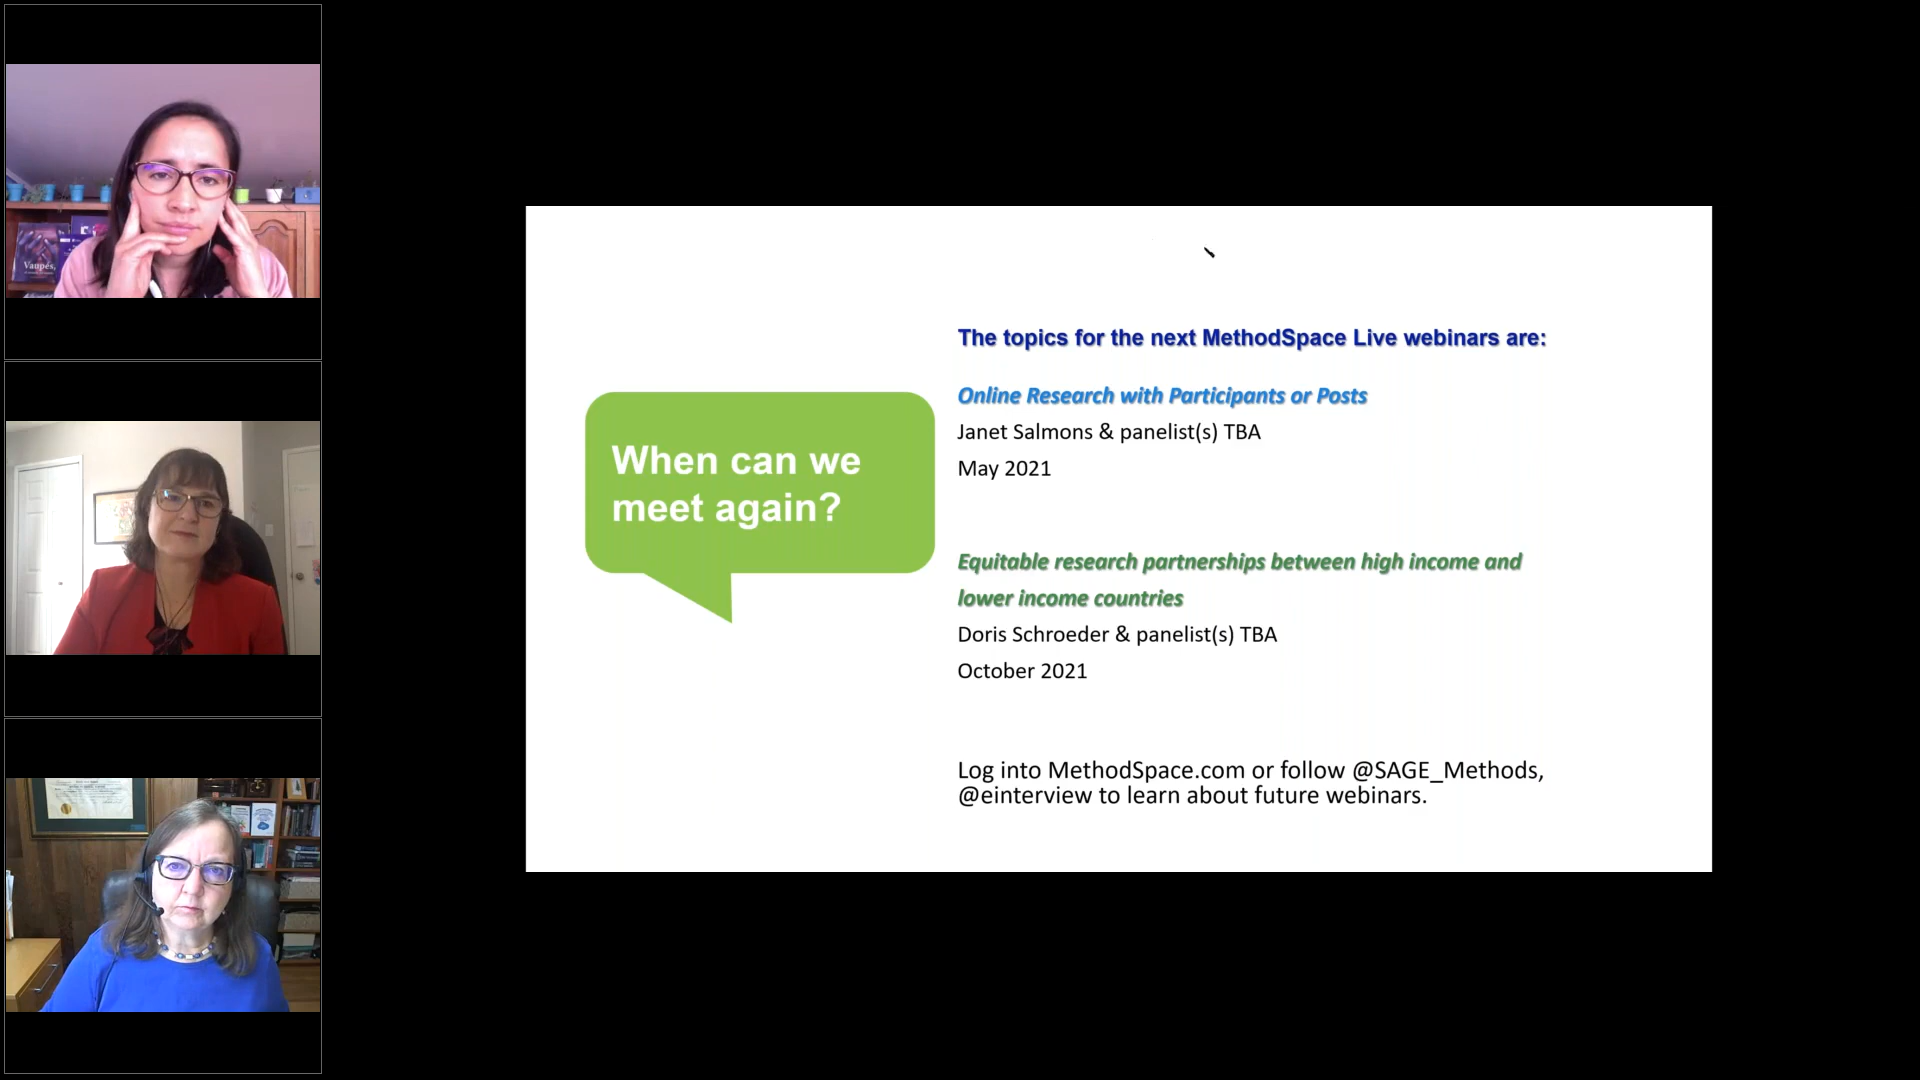 Vaupés,
When can we
meet again?
The topics for the next MethodSpace Live webinars are:
Online Research with Participants or Posts
Janet Salmons & panelist(s) TBA
May 2021
Equitable research partnerships between high income and
lower income countries
Doris Schroeder & panelist(s) TBA
October 2021
Log into MethodSpace.com or follow @SAGE_Methods,
@einterview to learn about future webinars.